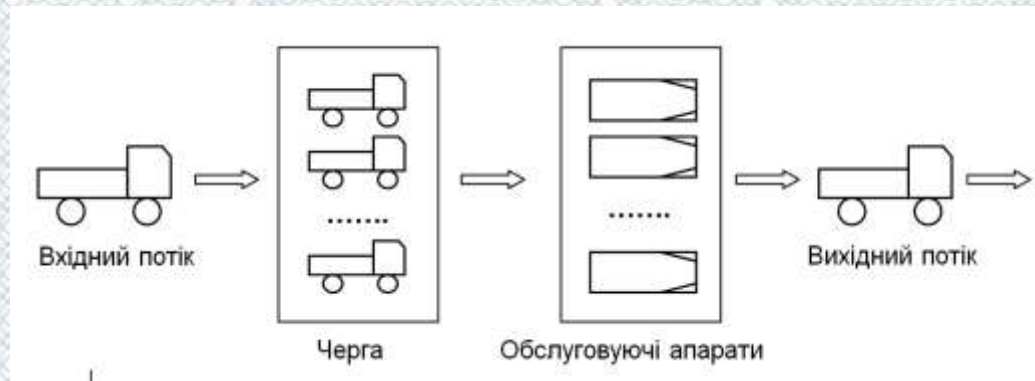 Вхідний потік
Вихідний потік
Черга
Обслуговуючі апарати